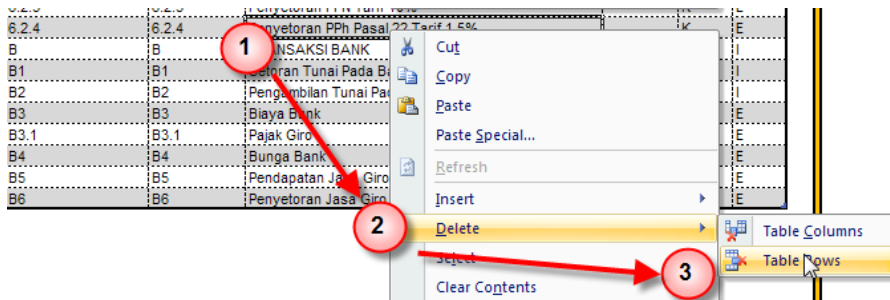 6.2.4 6.2.4 Penyetoran PPh Pasal 22 Tarif 1.5% K E
B B NSAKSI BANK I
B1 B1 Setoran Tunai Pada Ba I
B2 B2 Pengambilan Tunai Pad I
B3 B3 Biaya Bank E
B3.1 B3.1 Pajak Giro E
B4 B4 Bunga Bank E
B5 B5 Pendapatan Jasa Giro E
B6 B6 Penyetoran Jasa Giro E
1
2
3
Cut
Copy
Paste
Paste Special...
Refresh
Insert
Delete
Select
Clear Contents
Table Columns
Table Rows